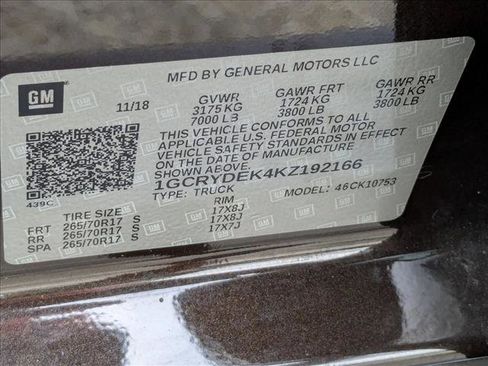 MFD BY GENERAL MOTORS LLC
GM
11/18
GVWR GAWR FRT GAWR RR
3175 KG 1724 KG 1724 KG
7000 LB 3800 LB 3800 LB
THIS VEHICLE CONFORMS TO ALL
APPLICABLE U.S. FEDERAL MOTOR
VEHICLE SAFETY STANDARDS IN EFFECT
ON THE DATE OF MANUFACTURE
SHOWN ABOVE.
1GCRYDEK4KZ192166
439C
TYPE: TRUCK MODEL: 46CK10753
TIRE SIZE RIM
FRT 265/70R17 S 17X8J
RR 265/70R17 S 17X8J
SPA 265/70R17 S 17X7J